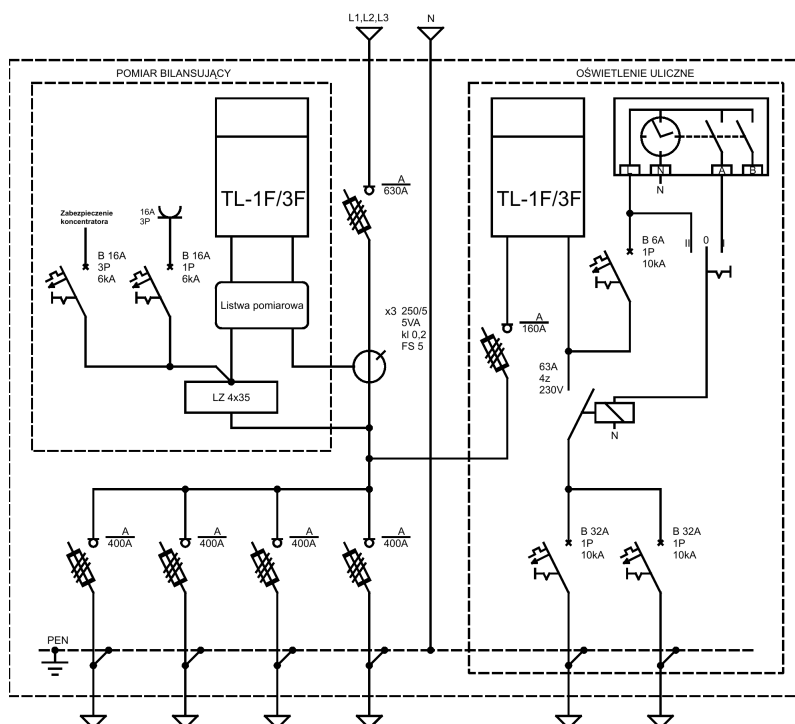 L1,L2,L3
N
POMIAR BILANSUJĄCY
OŚWIETLENIE ULICZNE
TL-1F/3F
TL-1F/3F
L
N
A
B
N
A
630A
Zabezpieczenie
koncentratora
16A
3P
B 16A
3P
6kA
B 16A
1P
6kA
Listwa pomiarowa
x3 250/5
5VA
kl 0,2
FS 5
LZ 4x35
A
160A
B 6A
1P
10kA
II
0
I
63A
4z
230V
N
A
400A
A
400A
A
400A
A
400A
B 32A
1P
10kA
B 32A
1P
10kA
PEN